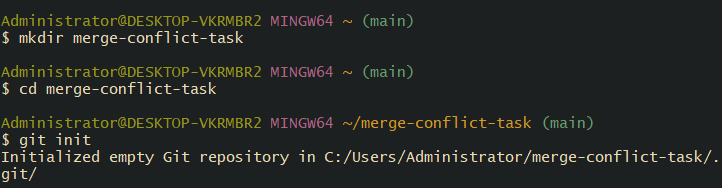 Administrator@DESKTOP-VKRMBR2 MINGW64 ~ (main)
$ mkdir merge-conflict-task
Administrator@DESKTOP-VKRMBR2 MINGW64 ~ (main)
$ cd merge-conflict-task
Administrator@DESKTOP-VKRMBR2 MINGW64 ~/merge-conflict-task (main)
$ git init
Initialized empty Git repository in C:/Users/Administrator/merge-conflict-task/.
git/